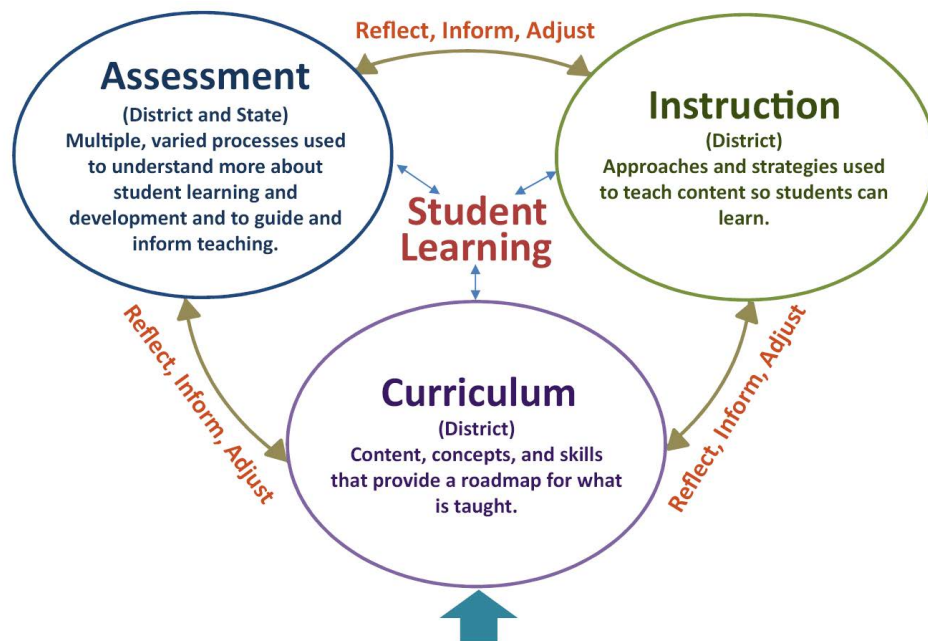 Reflect, Inform, Adjust
Assessment
(District and State)
Multiple, varied processes used
to understand more about
student learning and
development and to guide and
inform teaching.
Instruction
(District)
Approaches and strategies used
to teach content so students can
learn.
Student
Learning
Reflect, Inform, Adjust
Reflect, Inform, Adjust
Curriculum
(District)
Content, concepts, and skills
that provide a roadmap for what
is taught.